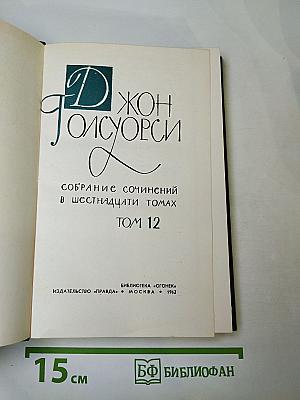 Джон
Голсуорси
СОБРАНИЕ СОЧИНЕНИЙ
В ШЕСТНАДЦАТИ ТОМАХ
ТОМ 12
БИБЛИОТЕКА «ОГОНЕК»
ИЗДАТЕЛЬСТВО «ПРАВДА» • МОСКВА • 1962
15 см
БФ БИБЛИОФАН